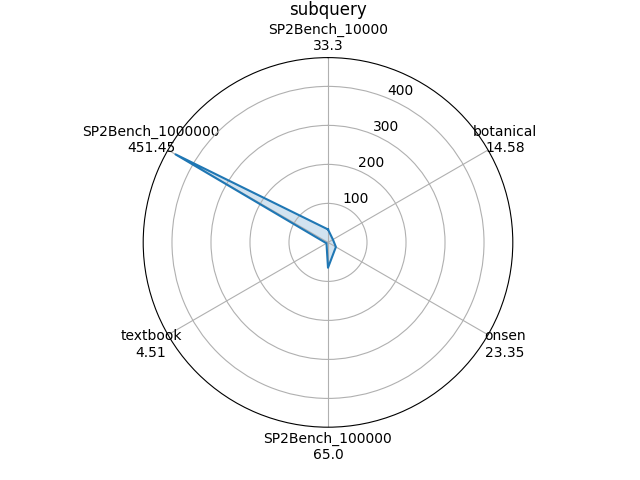 subquery
SP2Bench_10000
33.3
400
SP2Bench_1000000
451.45
300
botanical
14.58
200
100
textbook
4.51
onsen
23.35
SP2Bench_100000
65.0